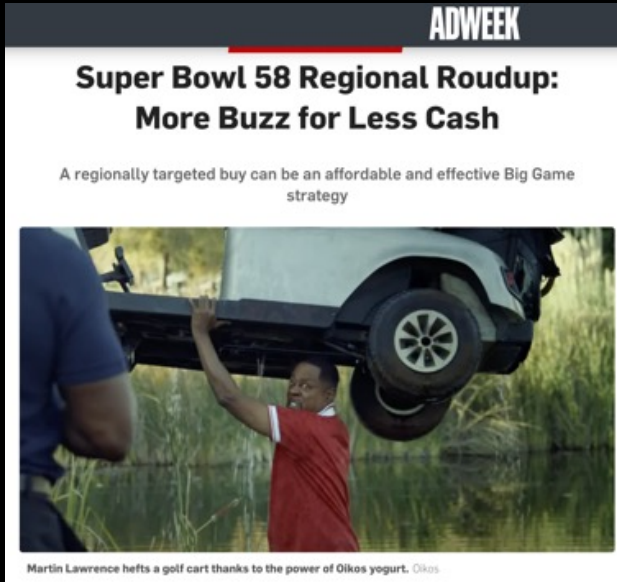 ADWEEK
Super Bowl 58 Regional Roudup:
More Buzz for Less Cash
A regionally targeted buy can be an affordable and effective Big Game
strategy
Martin Lawrence hefts a golf cart thanks to the power of Oikos yogurt. Oikos